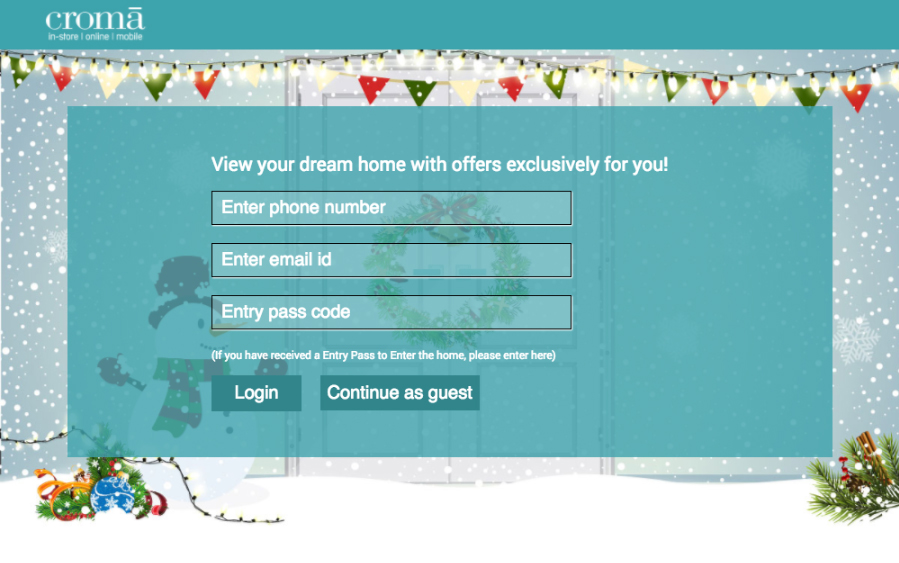 cromā
in-store | online | mobile
View your dream home with offers exclusively for you!
Enter phone number
Enter email id
Entry pass code
(If you have received a Entry Pass to Enter the home, please enter here)
Login
Continue as guest